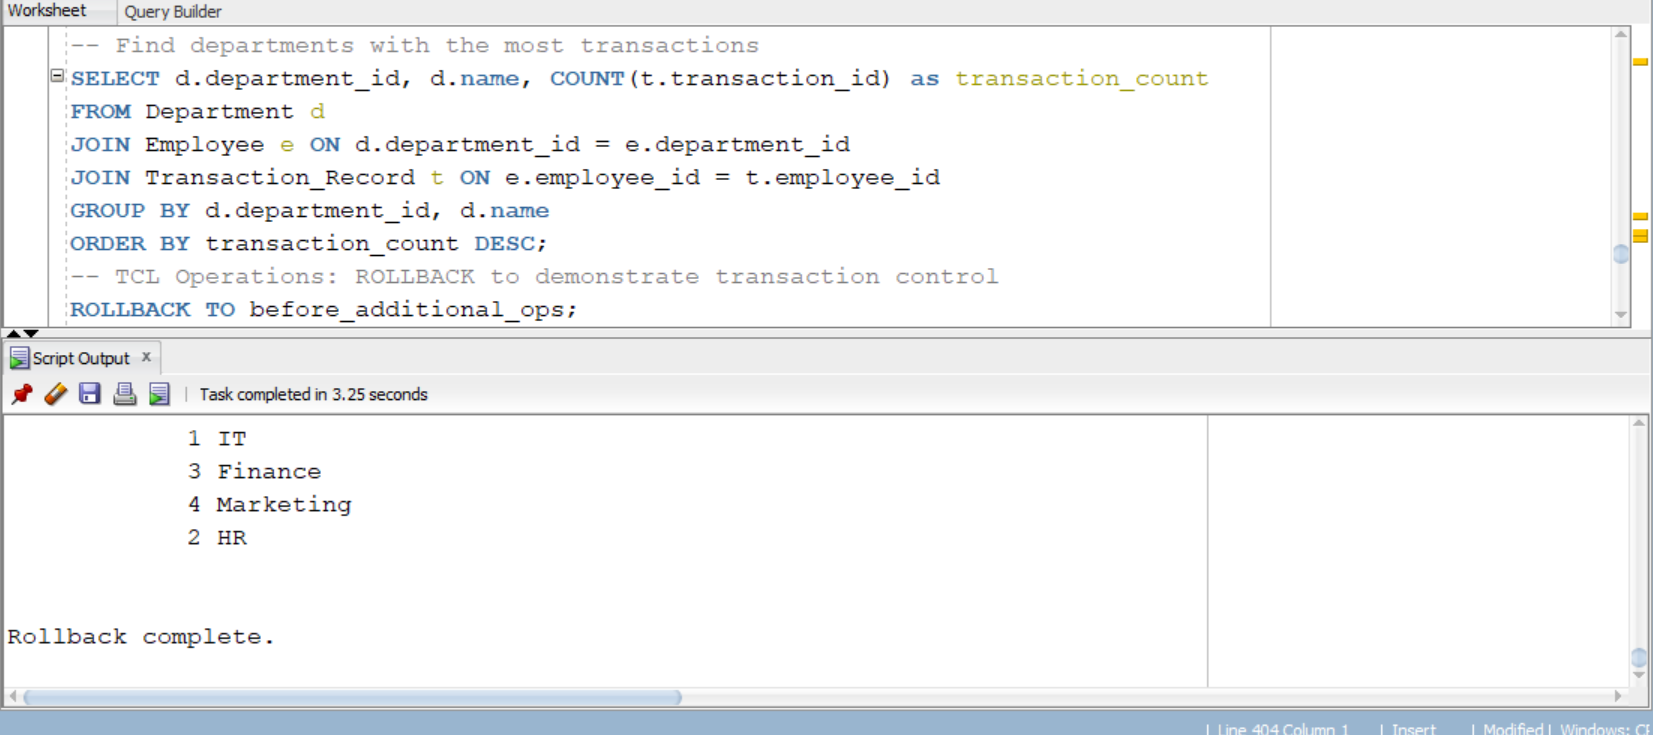 Worksheet Query Builder
-- Find departments with the most transactions
SELECT d.department_id, d.name, COUNT(t.transaction_id) as transaction_count
FROM Department d
JOIN Employee e ON d.department_id = e.department_id
JOIN Transaction_Record t ON e.employee_id = t.employee_id
GROUP BY d.department_id, d.name
ORDER BY transaction_count DESC;
-- TCL Operations: ROLLBACK to demonstrate transaction control
ROLLBACK TO before_additional_ops;
Script Output x
Task completed in 3.25 seconds
1 IT
3 Finance
4 Marketing
2 HR
Rollback complete.
| Line 404 Column 1 | Insert | Modified | Windows: